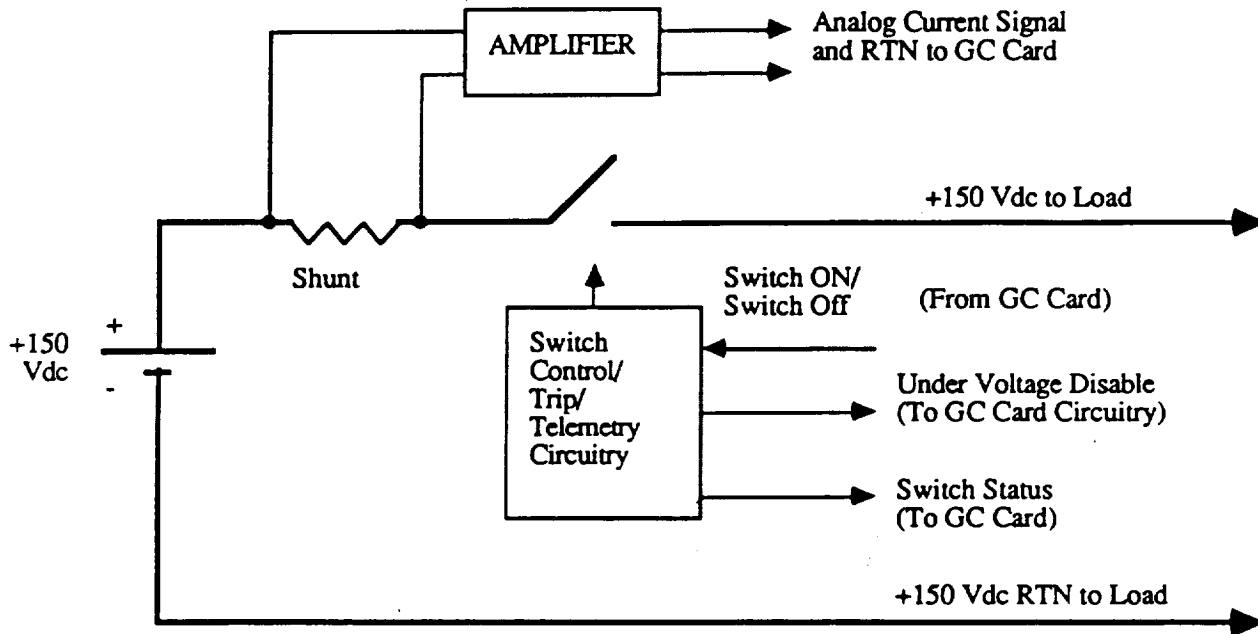 AMPLIFIER
Analog Current Signal
and RTN to GC Card
+150 Vdc to Load
Shunt
Switch ON/
Switch Off
(From GC Card)
+
+150
Vdc
-
Switch
Control/
Trip/
Telemetry
Circuitry
Under Voltage Disable
(To GC Card Circuitry)
Switch Status
(To GC Card)
+150 Vdc RTN to Load